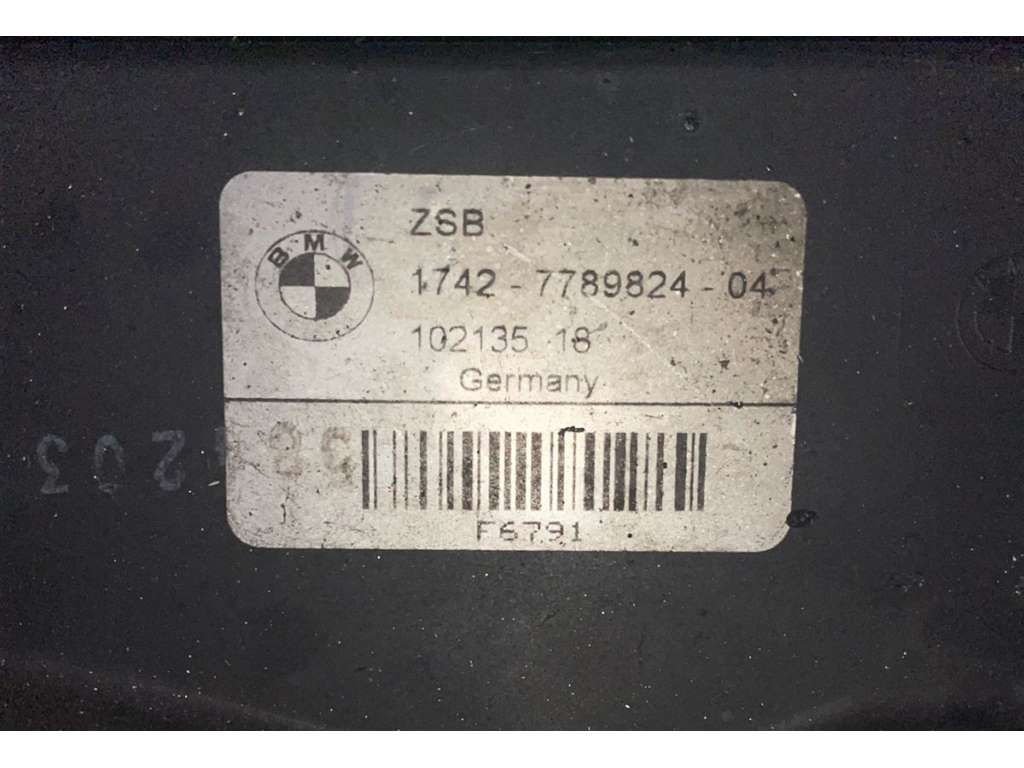 BMW
ZSB
1742 - 7789824 - 04
102135 18
Germany
F6791